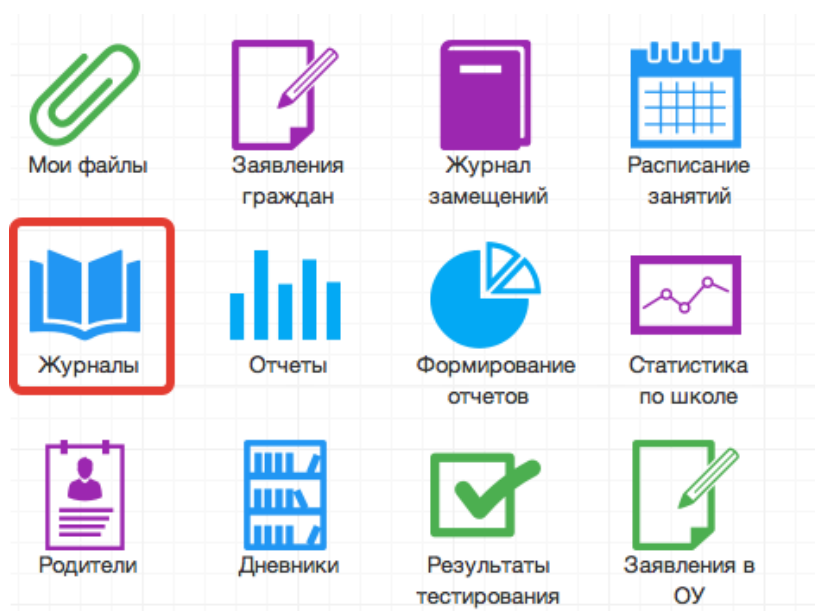 Мои файлы
Заявления
граждан
Журнал
замещений
Расписание
занятий
Журналы
Отчеты
Формирование
отчетов
Статистика
по школе
Родители
Дневники
Результаты
тестирования
Заявления в
ОУ